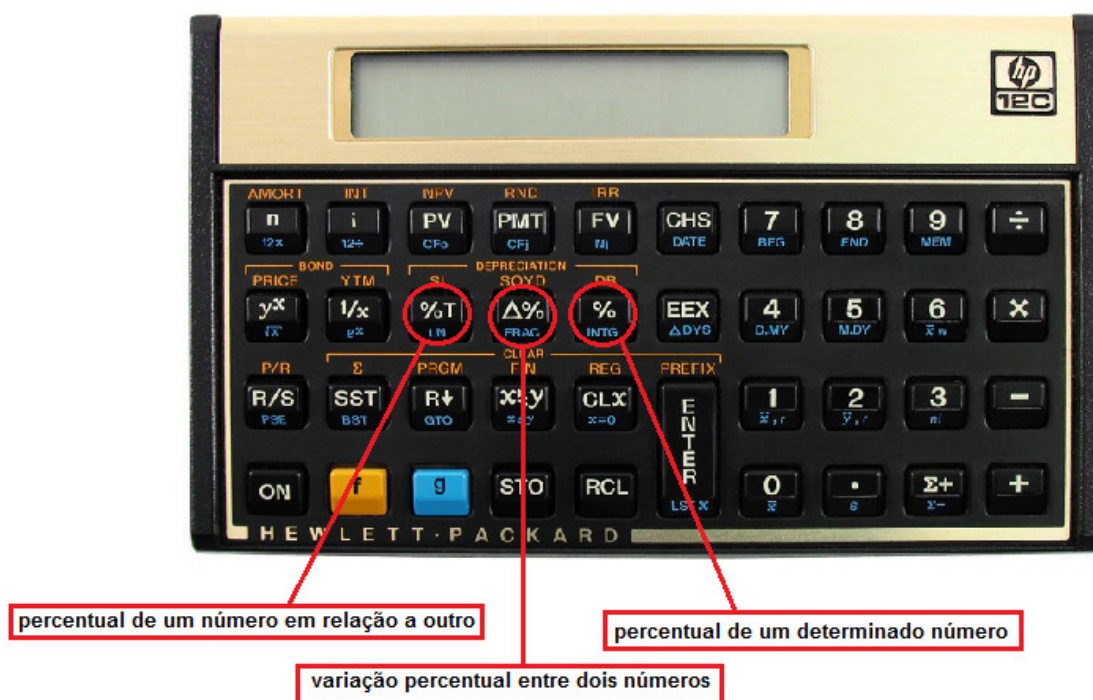 hp
12C
AMORT INT NPV RND IRR
n i PV PMT FV CHS 7 8 9 ÷
12x 12÷ CFo CFj Nj DATE BEG END MEM
BOND DEPRECIATION
PRICE YTM SL SOYD DB
yx 1/x %T Δ% % EEX 4 5 6 ×
√x ex LN FRAC INTG ΔDYS D.MY M.DY x̄w
CLEAR
P/R Σ PRGM FIN REG PREFIX
R/S SST R↓ x≷y CLx ENTER 1 2 3 −
PSE BST GTO x≤y x=0 x̂,r ŷ,r n!
ON f g STO RCL 0 . Σ+ +
LSTx x̄ s Σ−
HEWLETT·PACKARD
percentual de um número em relação a outro
percentual de um determinado número
variação percentual entre dois números